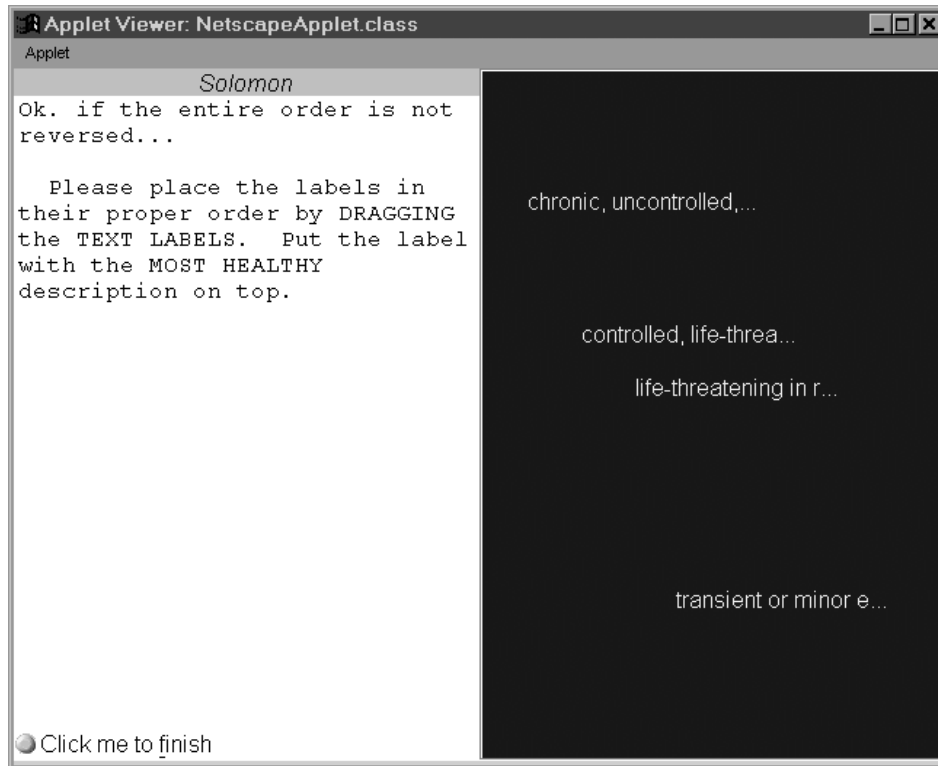 Applet Viewer: NetscapeApplet.class
Applet
Solomon
Ok. if the entire order is not
reversed...
Please place the labels in
their proper order by DRAGGING
the TEXT LABELS.  Put the label
with the MOST HEALTHY
description on top.
chronic, uncontrolled,...
controlled, life-threa...
life-threatening in r...
transient or minor e...
Click me to finish